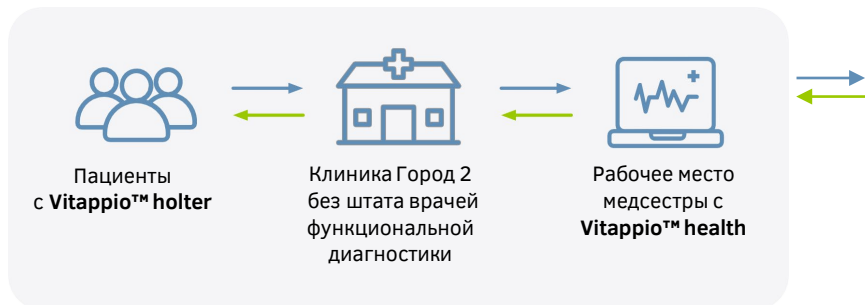 Пациенты
с Vitappio™ holter
Клиника Город 2
без штата врачей
функциональной
диагностики
Рабочее место
медсестры с
Vitappio™ health